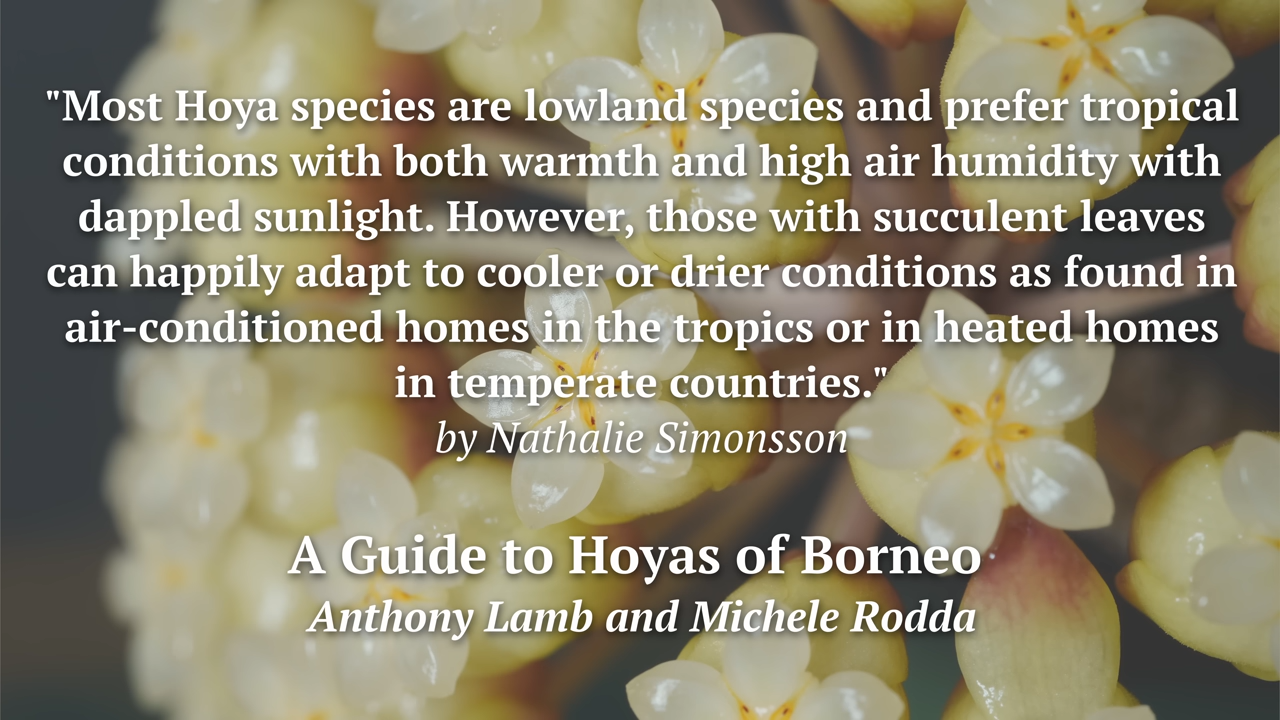 "Most Hoya species are lowland species and prefer tropical
conditions with both warmth and high air humidity with
dappled sunlight. However, those with succulent leaves
can happily adapt to cooler or drier conditions as found in
air-conditioned homes in the tropics or in heated homes
in temperate countries."
by Nathalie Simonsson
A Guide to Hoyas of Borneo
Anthony Lamb and Michele Rodda